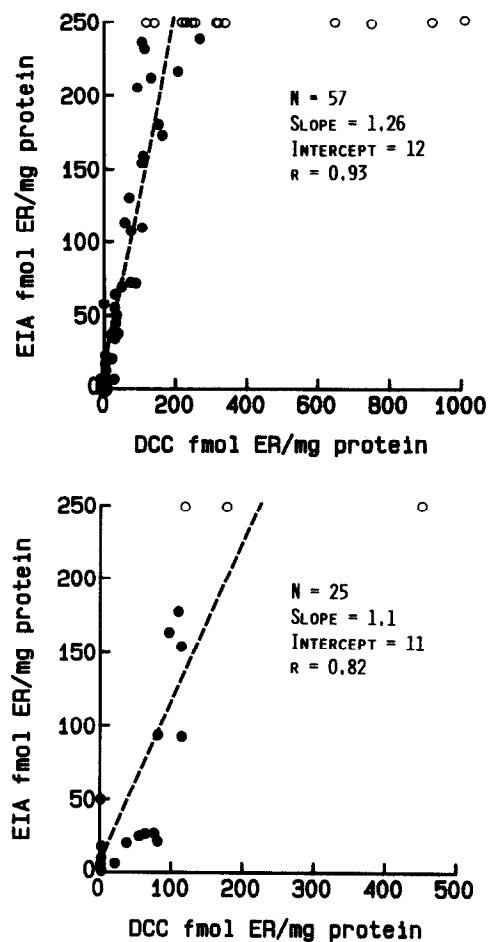 250
200
150
100
50
0
EIA fmol ER/mg protein
N = 57
SLOPE = 1.26
INTERCEPT = 12
r = 0.93
0 200 400 600 800 1000
DCC fmol ER/mg protein
250
200
150
100
50
0
EIA fmol ER/mg protein
N = 25
SLOPE = 1.1
INTERCEPT = 11
r = 0.82
0 100 200 300 400 500
DCC fmol ER/mg protein